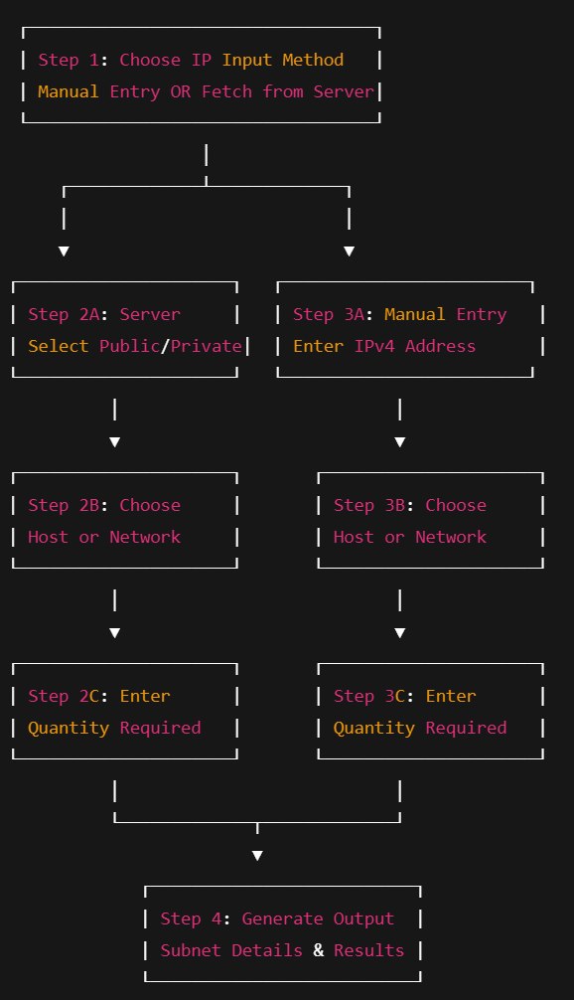 Step 1: Choose IP Input Method
Manual Entry OR Fetch from Server
Step 2A: Server
Select Public/Private
Step 3A: Manual Entry
Enter IPv4 Address
Step 2B: Choose
Host or Network
Step 3B: Choose
Host or Network
Step 2C: Enter
Quantity Required
Step 3C: Enter
Quantity Required
Step 4: Generate Output
Subnet Details & Results